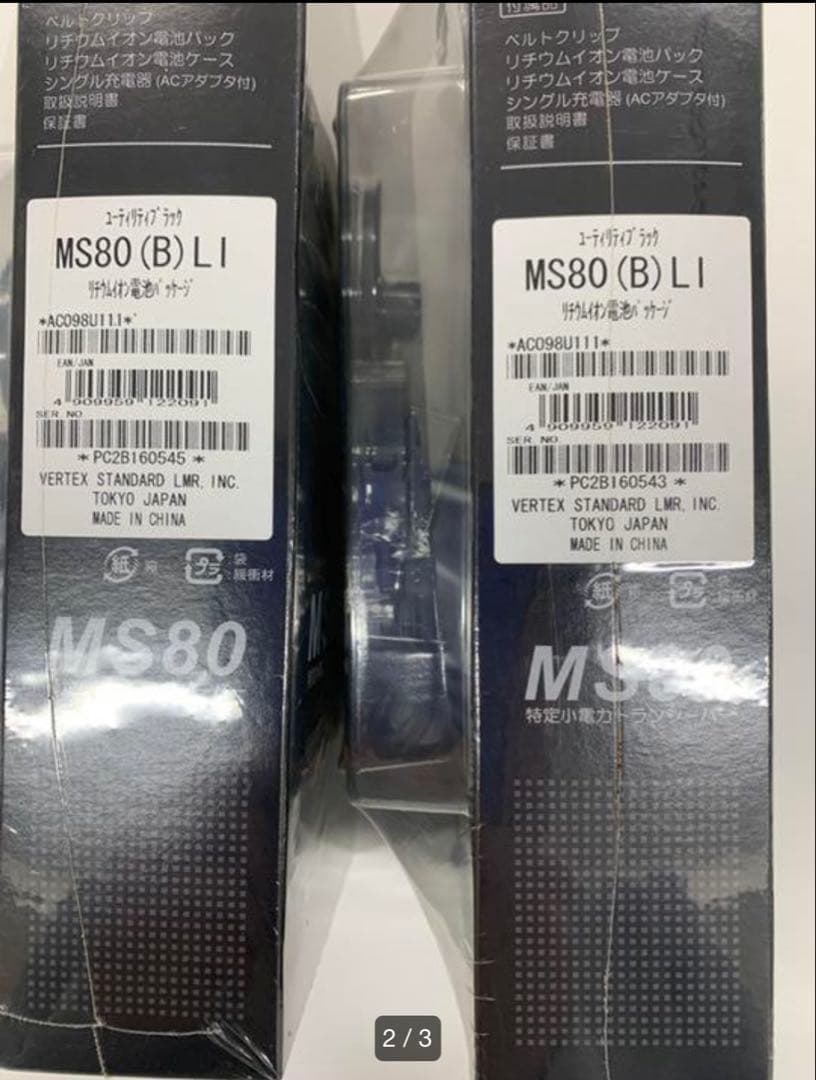 ベルトクリップ
リチウムイオン電池パック
リチウムイオン電池ケース
シングル充電器(ACアダプタ付)
取扱説明書
保証書
ユーティリティブラック
MS80(B)LI
リチウムイオン電池パッケージ
*AC098U111*
EAN/JAN
4 909959 122091
SER. NO
*PC2B160545*
VERTEX STANDARD LMR, INC.
TOKYO JAPAN
MADE IN CHINA
紙
プラ
:袋
:緩衝材
MS80
付属品
ベルトクリップ
リチウムイオン電池パック
リチウムイオン電池ケース
シングル充電器(ACアダプタ付)
取扱説明書
保証書
ユーティリティブラック
MS80(B)LI
リチウムイオン電池パッケージ
*AC098U111*
EAN/JAN
4 909959 122091
SER. NO
*PC2B160543*
VERTEX STANDARD LMR, INC.
TOKYO JAPAN
MADE IN CHINA
紙
プラ
MS80
特定小電力トランシーバー
2 / 3